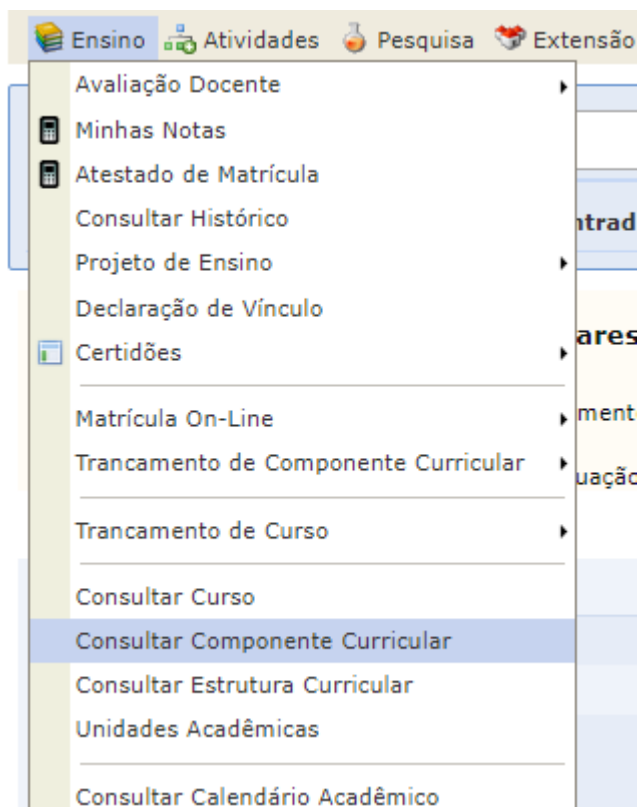 Ensino Atividades Pesquisa Extensão
Avaliação Docente
Minhas Notas
Atestado de Matrícula
Consultar Histórico
Projeto de Ensino
Declaração de Vínculo
Certidões
Matrícula On-Line
Trancamento de Componente Curricular
Trancamento de Curso
Consultar Curso
Consultar Componente Curricular
Consultar Estrutura Curricular
Unidades Acadêmicas
Consultar Calendário Acadêmico